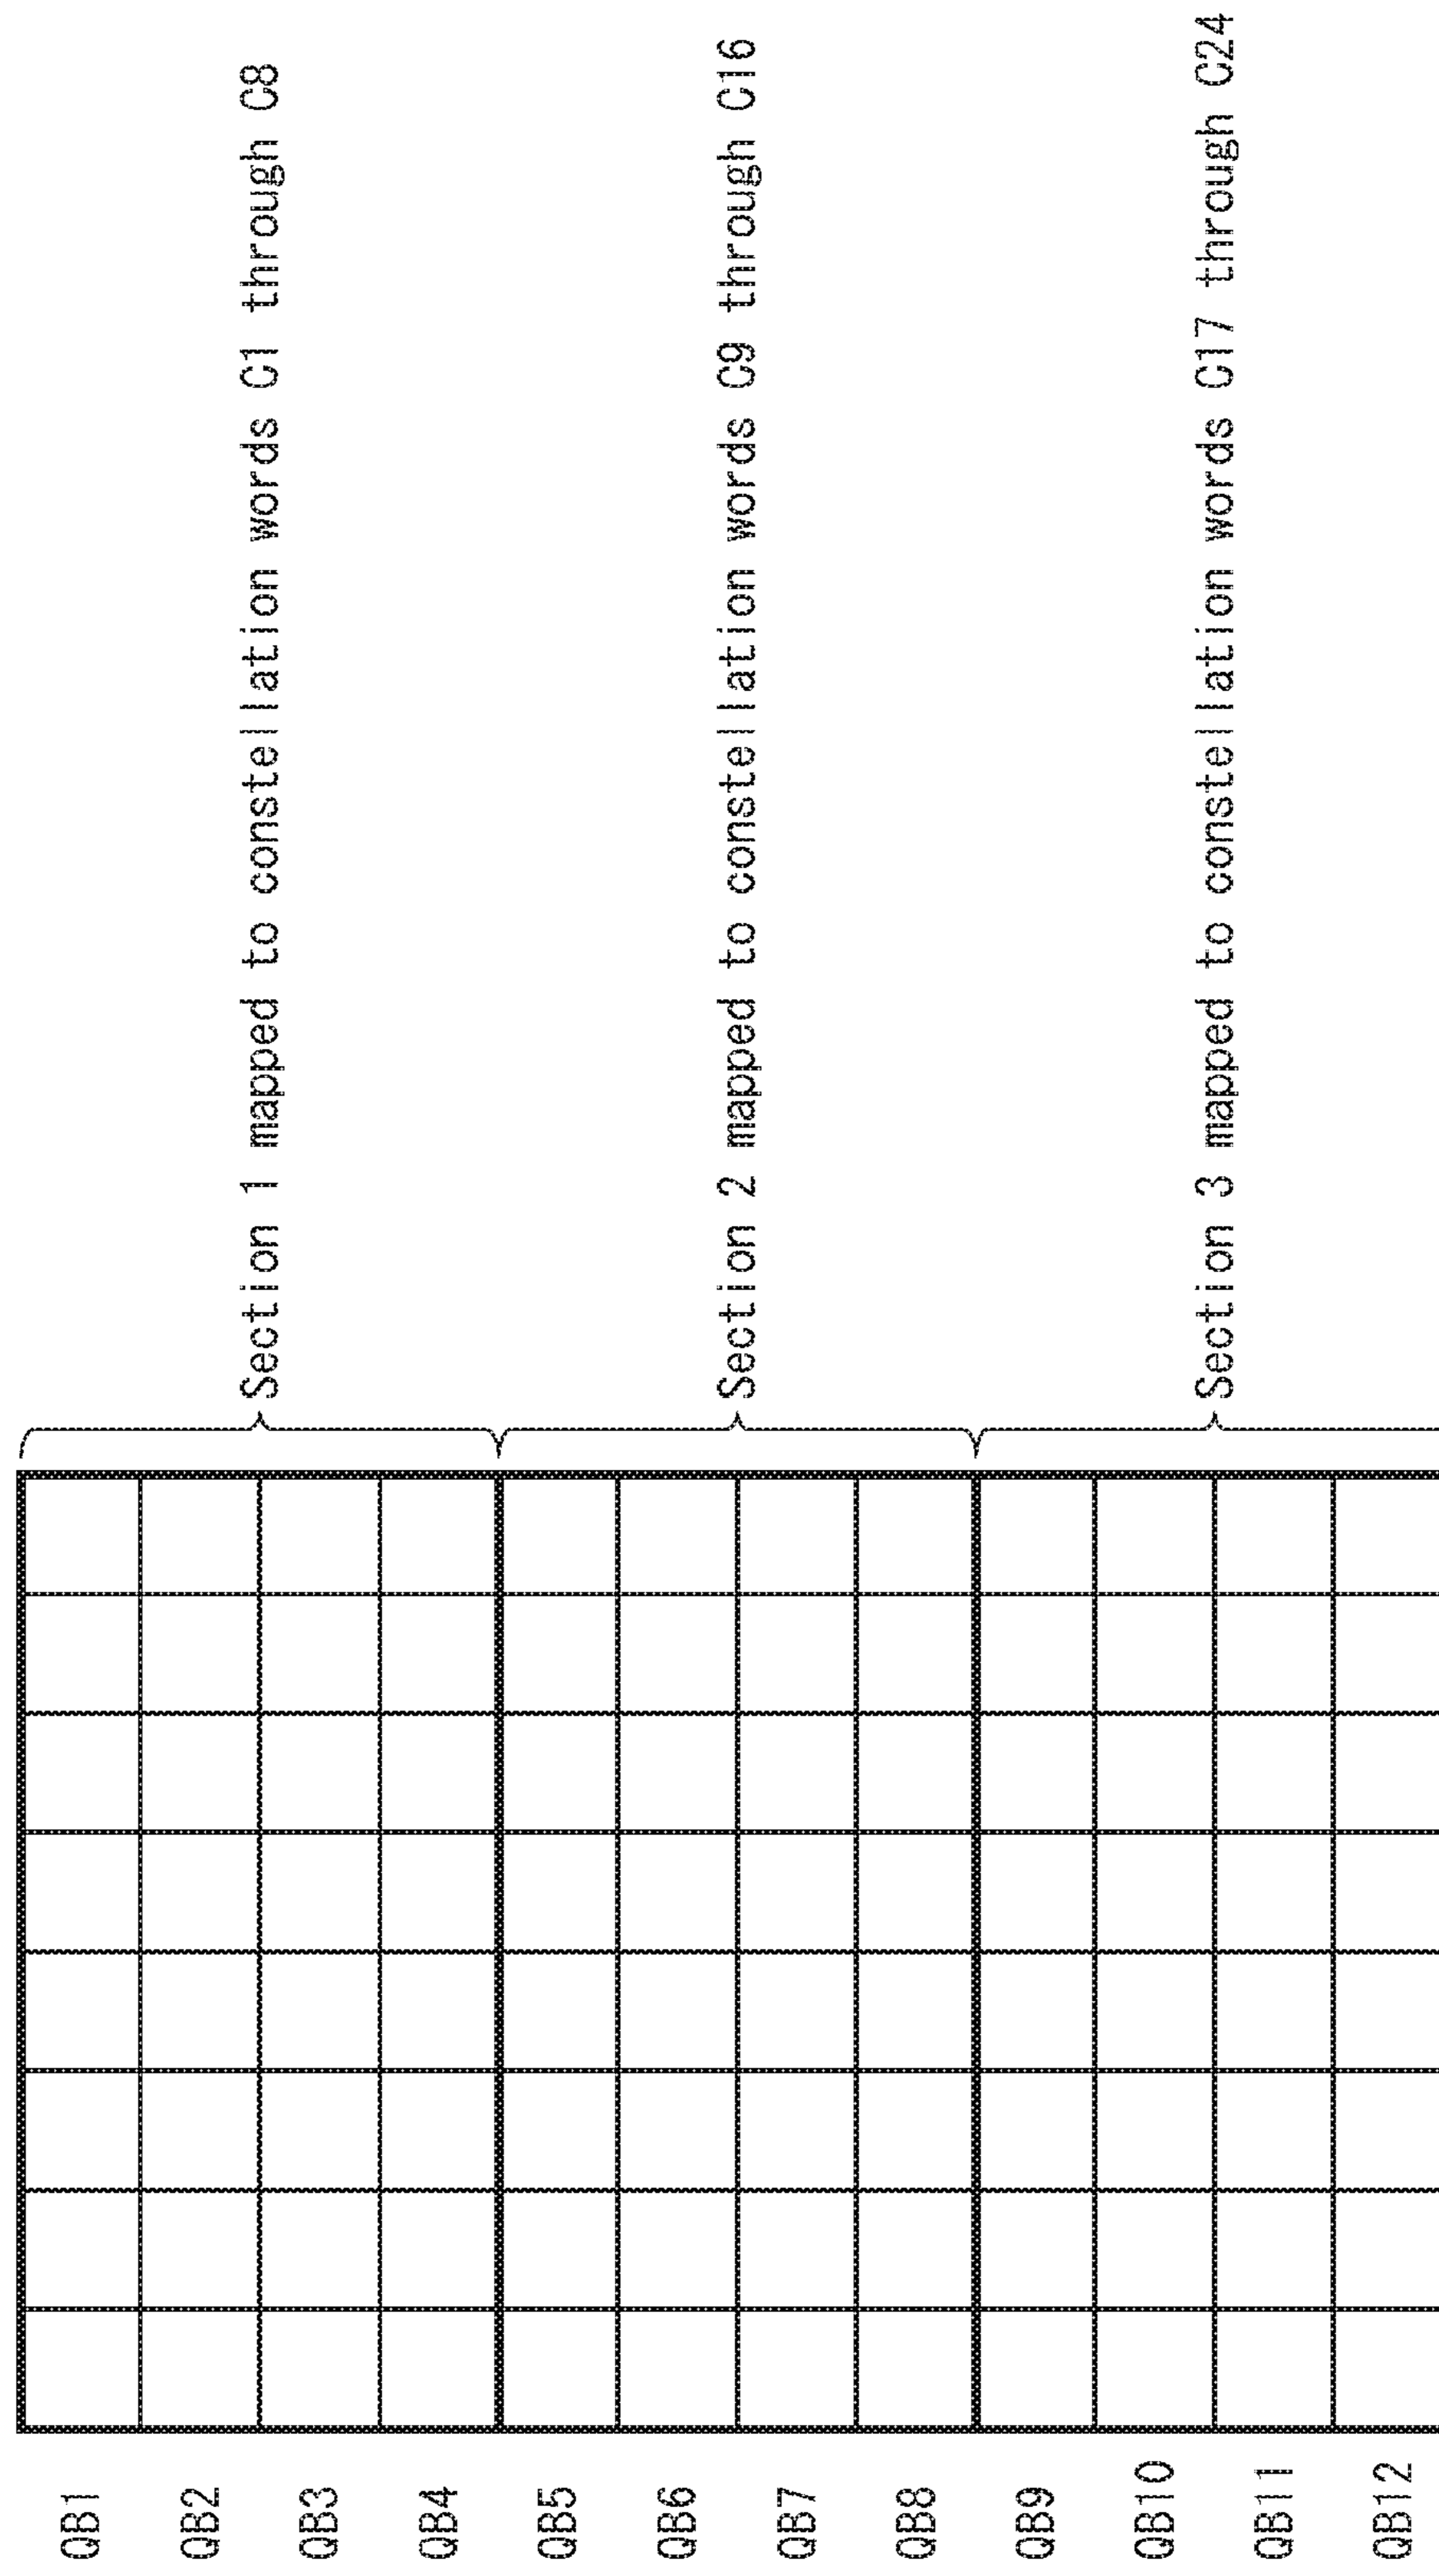 QB1
QB2
QB3
QB4
QB5
QB6
QB7
QB8
QB9
QB10
QB11
QB12
Section 1 mapped to constellation words C1 through C8
Section 2 mapped to constellation words C9 through C16
Section 3 mapped to constellation words C17 through C24